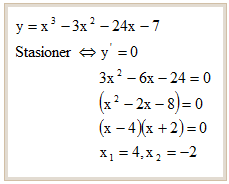 y = x³ − 3x² − 24x − 7
Stasioner ⇔ y' = 0
3x² − 6x − 24 = 0
(x² − 2x − 8) = 0
(x − 4)(x + 2) = 0
x₁ = 4, x₂ = −2